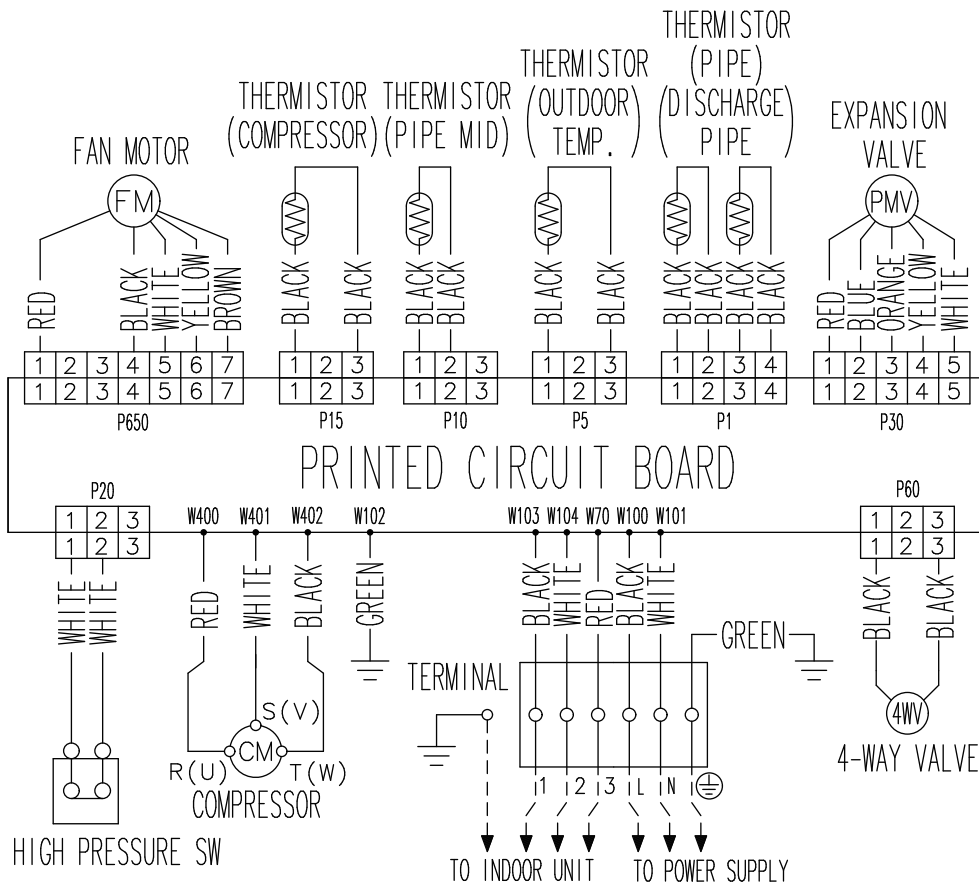 THERMISTOR
(PIPE)
(DISCHARGE)
PIPE
THERMISTOR
(OUTDOOR)
TEMP.
THERMISTOR
(COMPRESSOR)
THERMISTOR
(PIPE MID)
EXPANSION
VALVE
FAN MOTOR
FM
PMV
RED
BLACK
WHITE
YELLOW
BROWN
BLACK
BLACK
BLACK
BLACK
BLACK
BLACK
BLACK
BLACK
BLACK
BLACK
RED
BLUE
ORANGE
YELLOW
WHITE
1 2 3 4 5 6 7
1 2 3 4 5 6 7
P650
1 2 3
1 2 3
P15
1 2 3
1 2 3
P10
1 2 3
1 2 3
P5
1 2 3 4
1 2 3 4
P1
1 2 3 4 5
1 2 3 4 5
P30
PRINTED CIRCUIT BOARD
P20
1 2 3
1 2 3
W400 W401 W402 W102
W103 W104 W70 W100 W101
P60
1 2 3
1 2 3
WHITE
WHITE
RED
WHITE
BLACK
GREEN
BLACK
WHITE
RED
BLACK
WHITE
GREEN
BLACK
BLACK
TERMINAL
S(V)
CM
R(U)
T(W)
COMPRESSOR
4WV
4-WAY VALVE
1 2 3 L N
HIGH PRESSURE SW
TO INDOOR UNIT
TO POWER SUPPLY